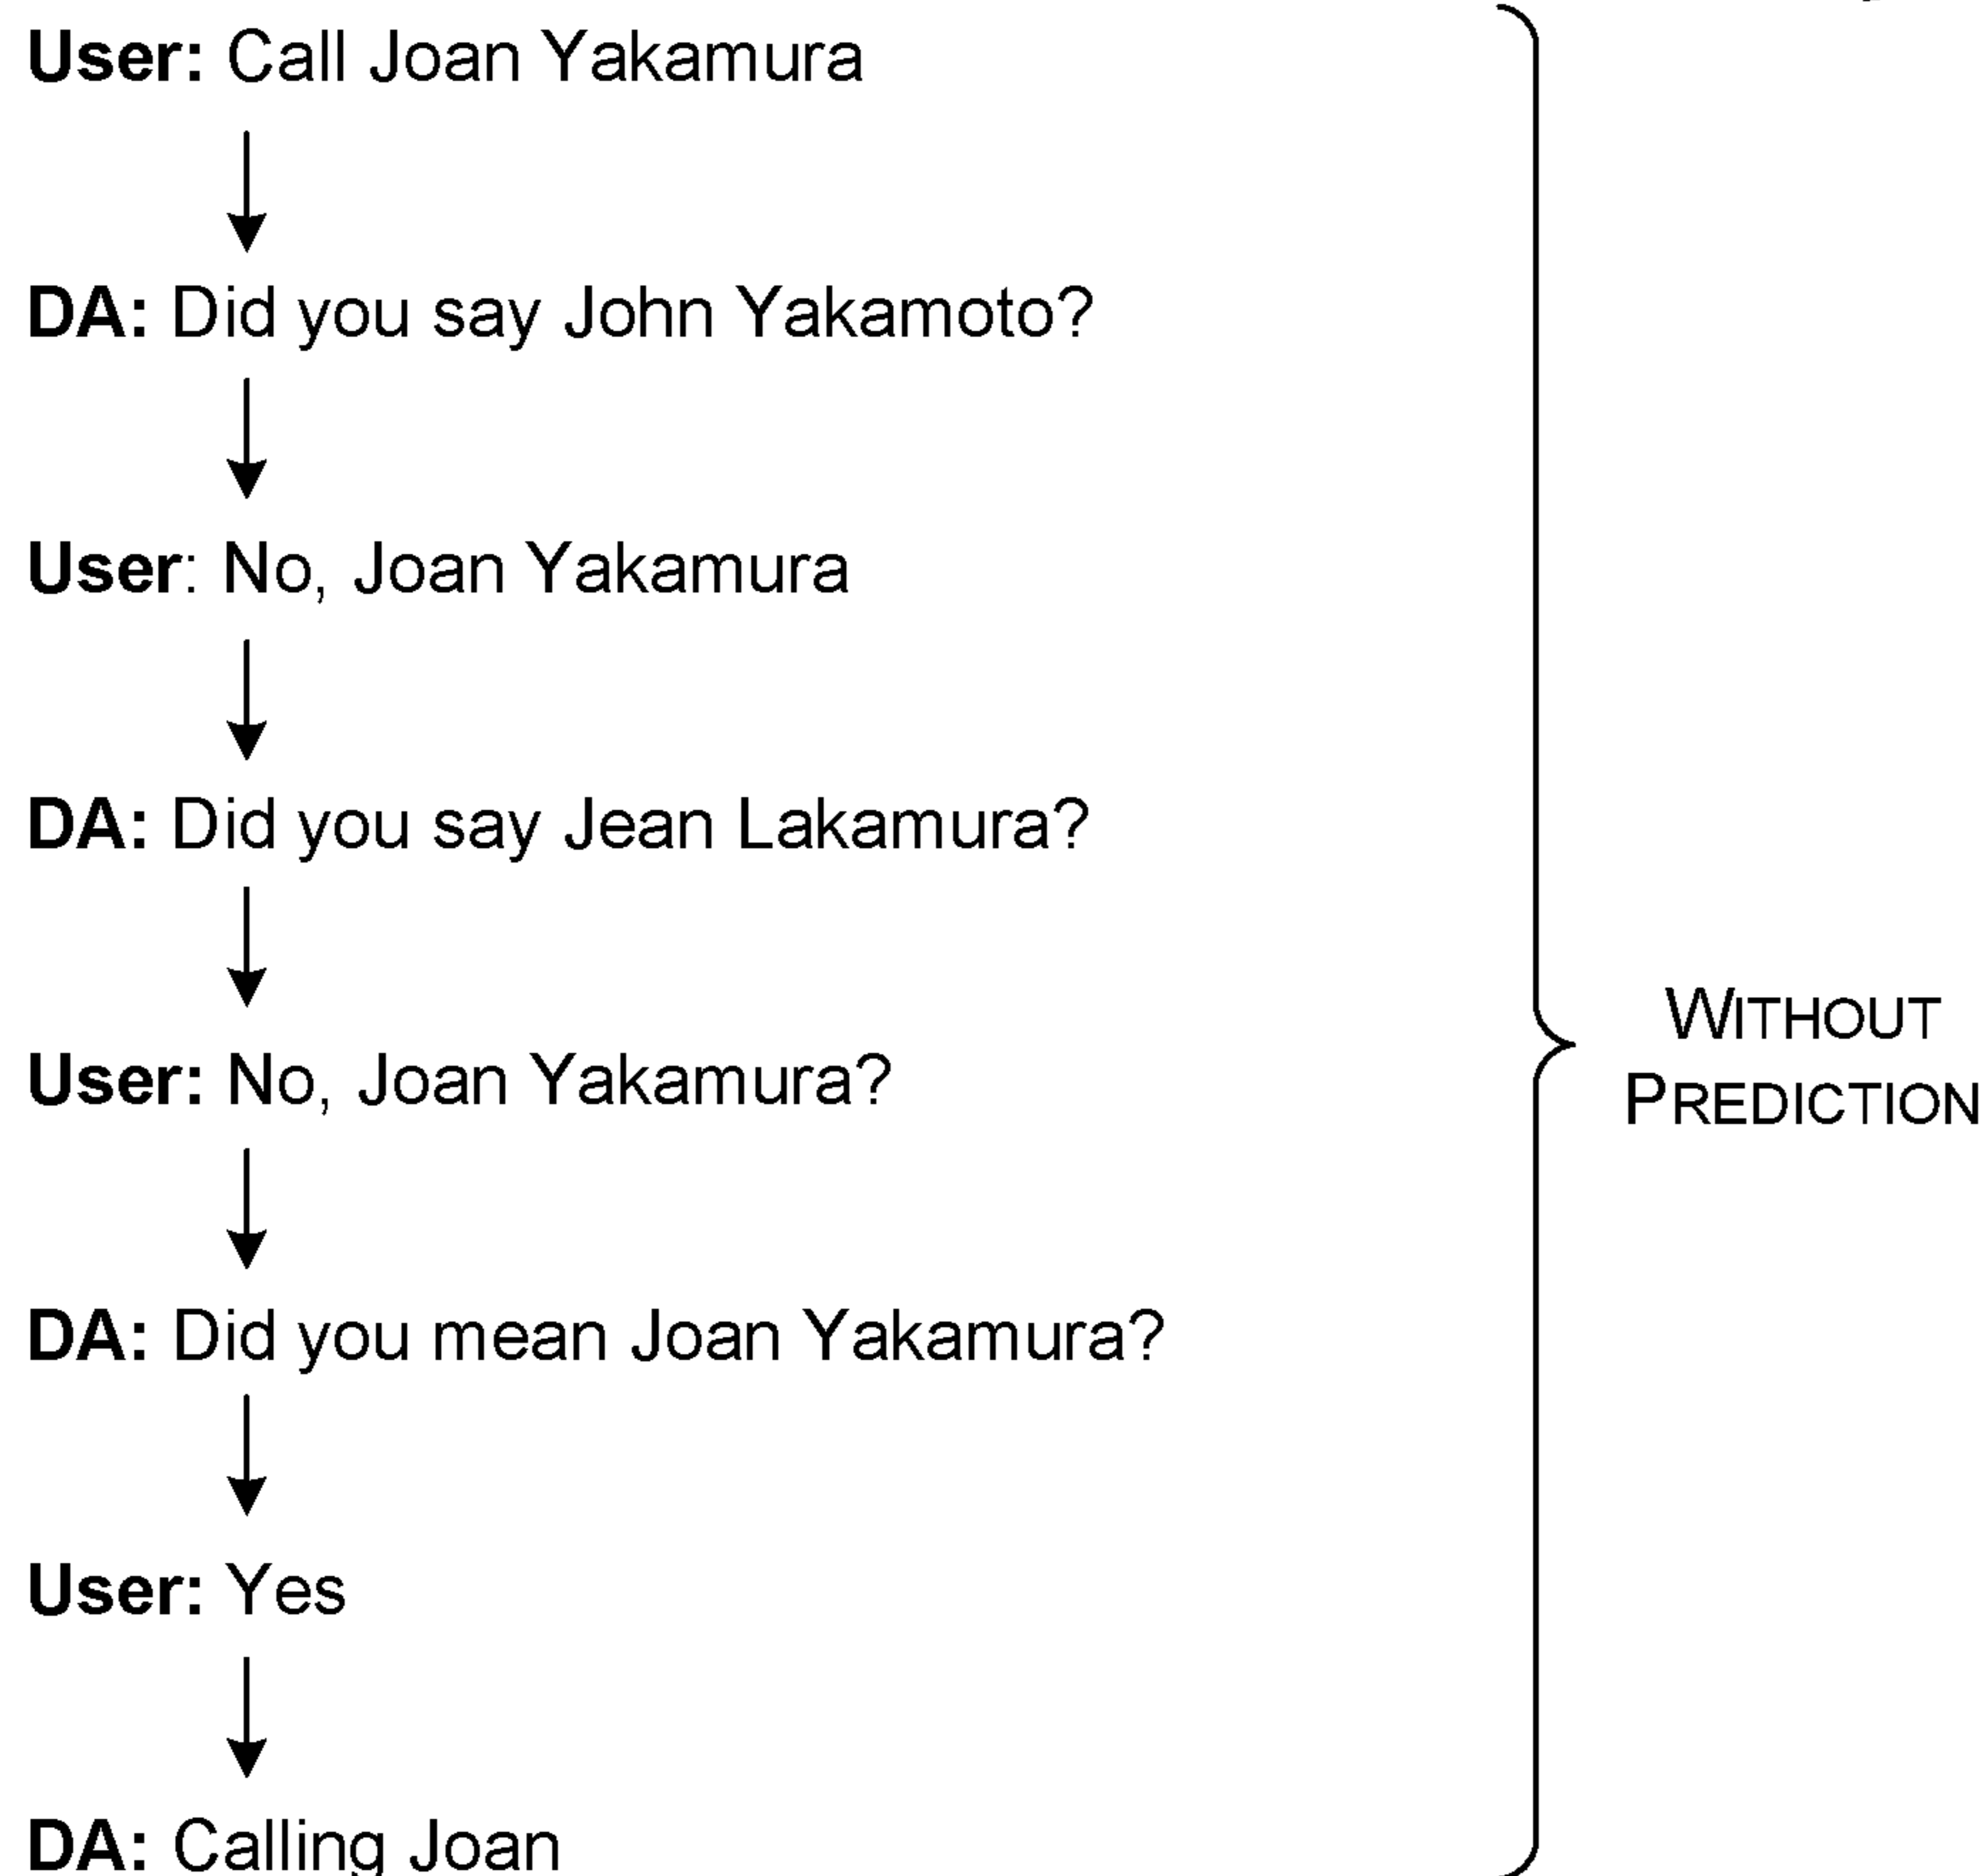 User: Call Joan Yakamura
DA: Did you say John Yakamoto?
User: No, Joan Yakamura
DA: Did you say Jean Lakamura?
User: No, Joan Yakamura?
DA: Did you mean Joan Yakamura?
User: Yes
DA: Calling Joan
WITHOUT
PREDICTION